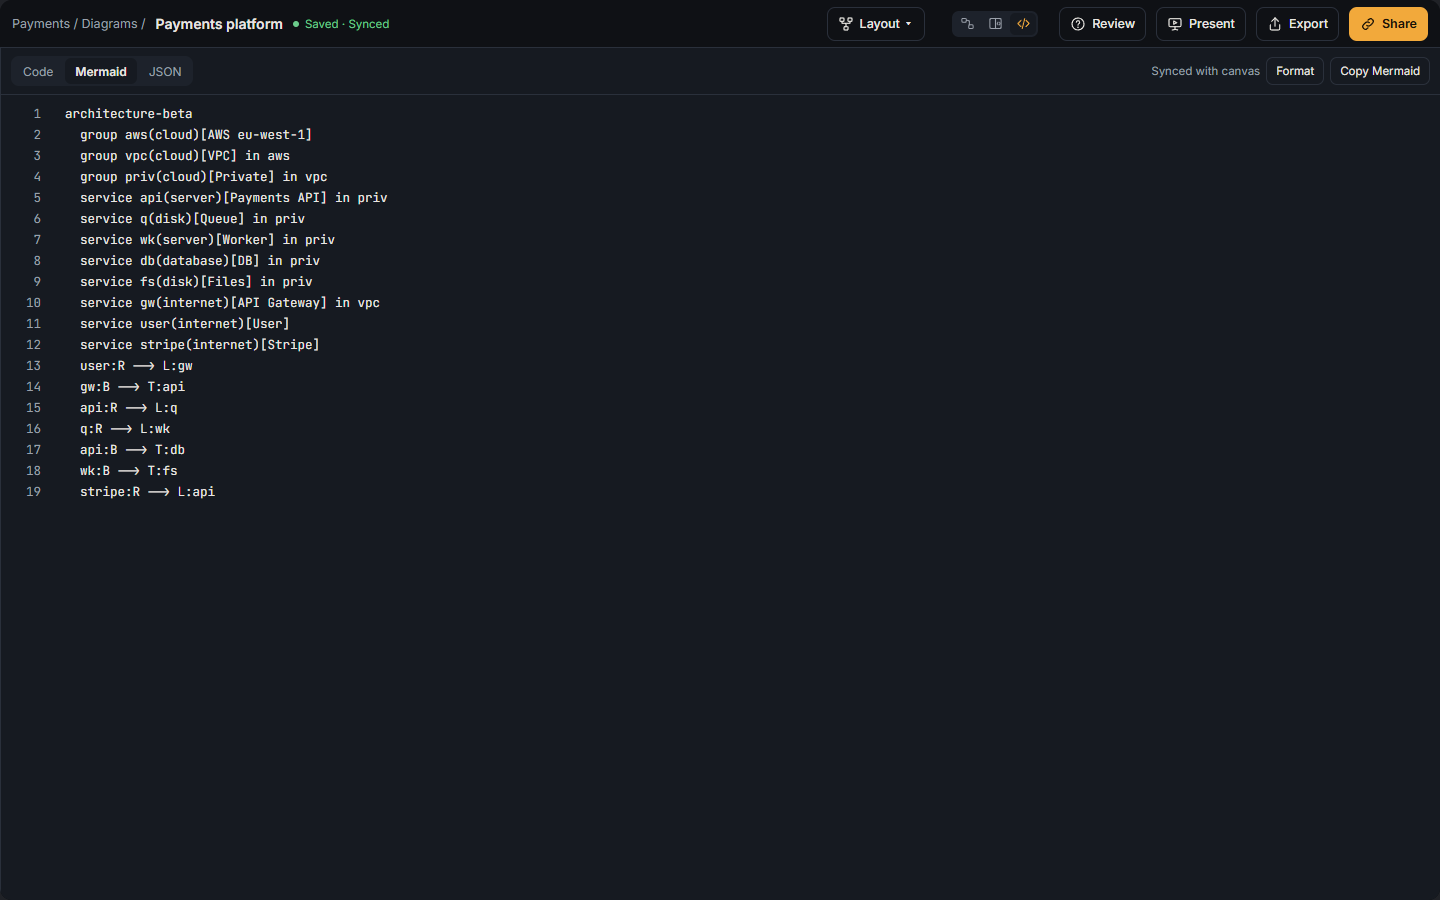 Payments / Diagrams / Payments platform Saved · Synced Layout Review Present Export Share
Code Mermaid JSON Synced with canvas Format Copy Mermaid
1 architecture-beta
2 group aws(cloud)[AWS eu-west-1]
3 group vpc(cloud)[VPC] in aws
4 group priv(cloud)[Private] in vpc
5 service api(server)[Payments API] in priv
6 service q(disk)[Queue] in priv
7 service wk(server)[Worker] in priv
8 service db(database)[DB] in priv
9 service fs(disk)[Files] in priv
10 service gw(internet)[API Gateway] in vpc
11 service user(internet)[User]
12 service stripe(internet)[Stripe]
13 user:R --> L:gw
14 gw:B --> T:api
15 api:R --> L:q
16 q:R --> L:wk
17 api:B --> T:db
18 wk:B --> T:fs
19 stripe:R --> L:api